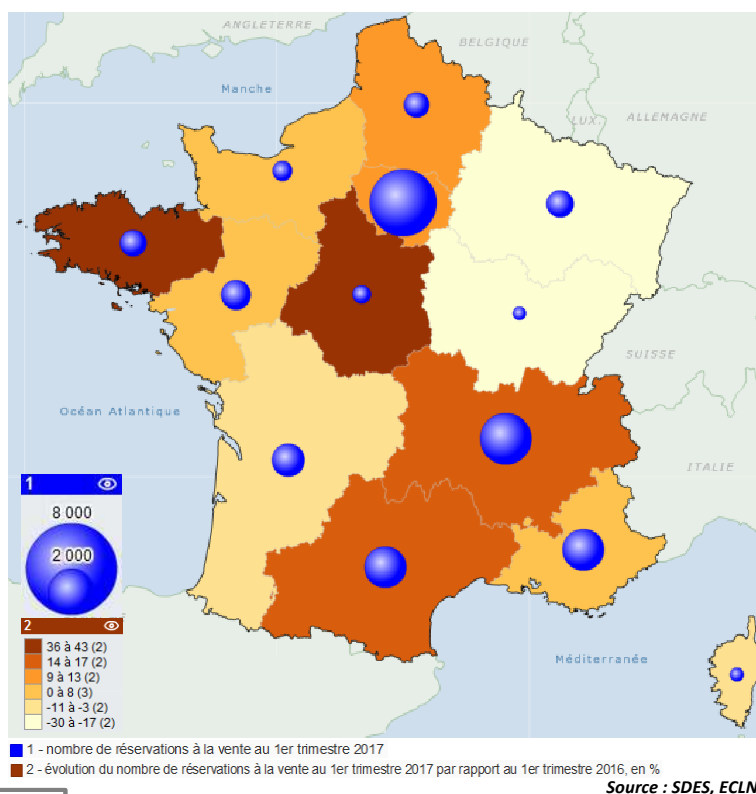 ANGLETERRE
BELGIQUE
Manche
LUX.
ALLEMAGNE
SUISSE
Océan Atlantique
ITALIE
1
8 000
2 000
2
36 à 43 (2)
14 à 17 (2)
9 à 13 (2)
0 à 8 (3)
-11 à -3 (2)
-30 à -17 (2)
Méditerranée
1 - nombre de réservations à la vente au 1er trimestre 2017
2 - évolution du nombre de réservations à la vente au 1er trimestre 2017 par rapport au 1er trimestre 2016, en %
Source : SDES, ECLN